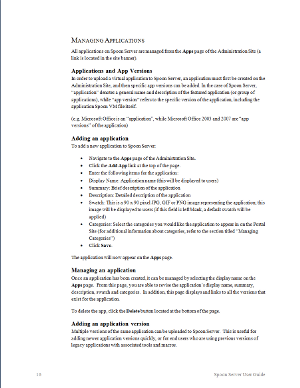 MANAGING APPLICATIONS
All applications on Spoon Server are managed from the Apps page of the Administration Site (a
link is located in the site banner).
Applications and App Versions
In order to upload a virtual application to Spoon Server, an application must first be created on the
Administration Site, and then specific app versions can be added. In the case of Spoon Server,
"application" denotes a general name and description of the featured application (or group of
applications), while "app version" refers to the specific version of the application, including the
application Spoon VM file itself.
(e.g. Microsoft Office is an "application", while Microsoft Office 2003 and 2007 are "app
versions" of the application)
Adding an application
To add a new application to Spoon Server:
• Navigate to the Apps page of the Administration Site.
• Click the Add App link at the top of the page
• Enter the following items for the application:
• Display Name: Application name (this will be displayed to users)
• Summary: Brief description of the application
• Description: Detailed description of the application
• Swatch: This is a 90 x 90 pixel JPG, GIF or PNG image representing the application, this
image will be displayed to users (if this field is left blank, a default swatch will be
applied)
• Categories: Select the categories you would like this application to appear in on the Portal
Site (for additional information about categories, refer to the section titled "Managing
Categories")
• Click Save.
The application will now appear on the Apps page.
Managing an application
Once an application has been created, it can be managed by selecting the display name on the
Apps page. From this page, you are able to revise the application's display name, summary,
description, swatch and categories. In addition, this page displays and links to all the versions that
exist for the application.
To delete the app, click the Delete button located at the bottom of the page.
Adding an application version
Multiple versions of the same application can be uploaded to Spoon Server. This is useful for
adding newer application versions quickly, or for end users who are using previous versions of
legacy applications with associated tools and macros.
Spoon Server User Guide